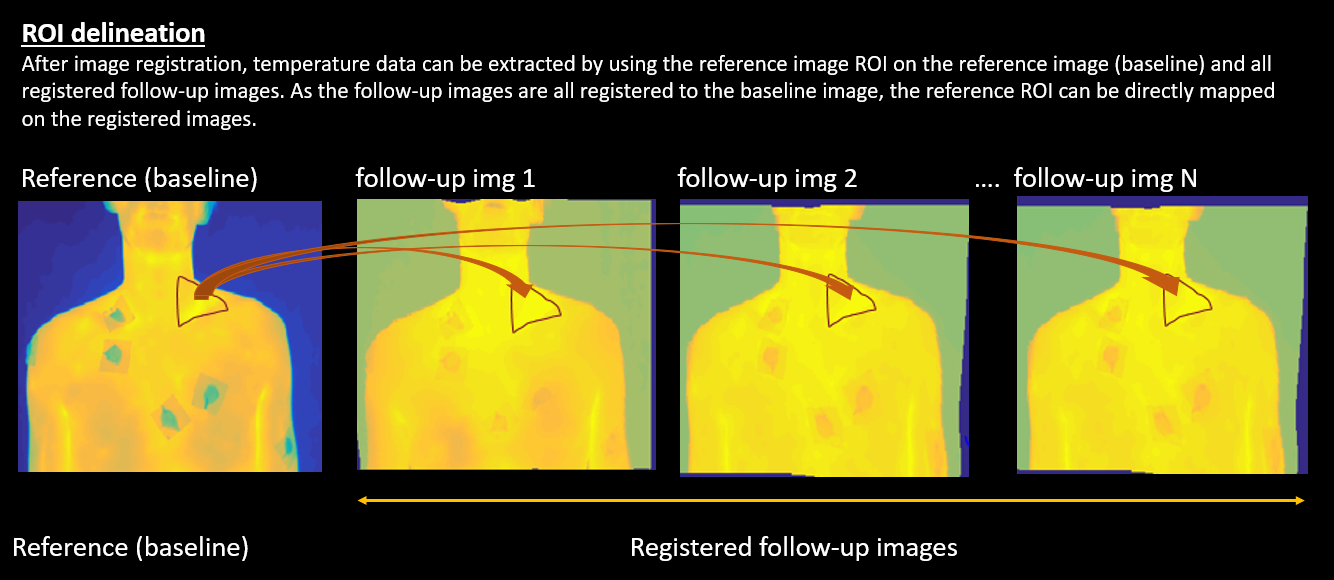 ROI delineation
After image registration, temperature data can be extracted by using the reference image ROI on the reference image (baseline) and all
registered follow-up images. As the follow-up images are all registered to the baseline image, the reference ROI can be directly mapped
on the registered images.
Reference (baseline)
follow-up img 1
follow-up img 2
....
follow-up img N
Reference (baseline)
Registered follow-up images